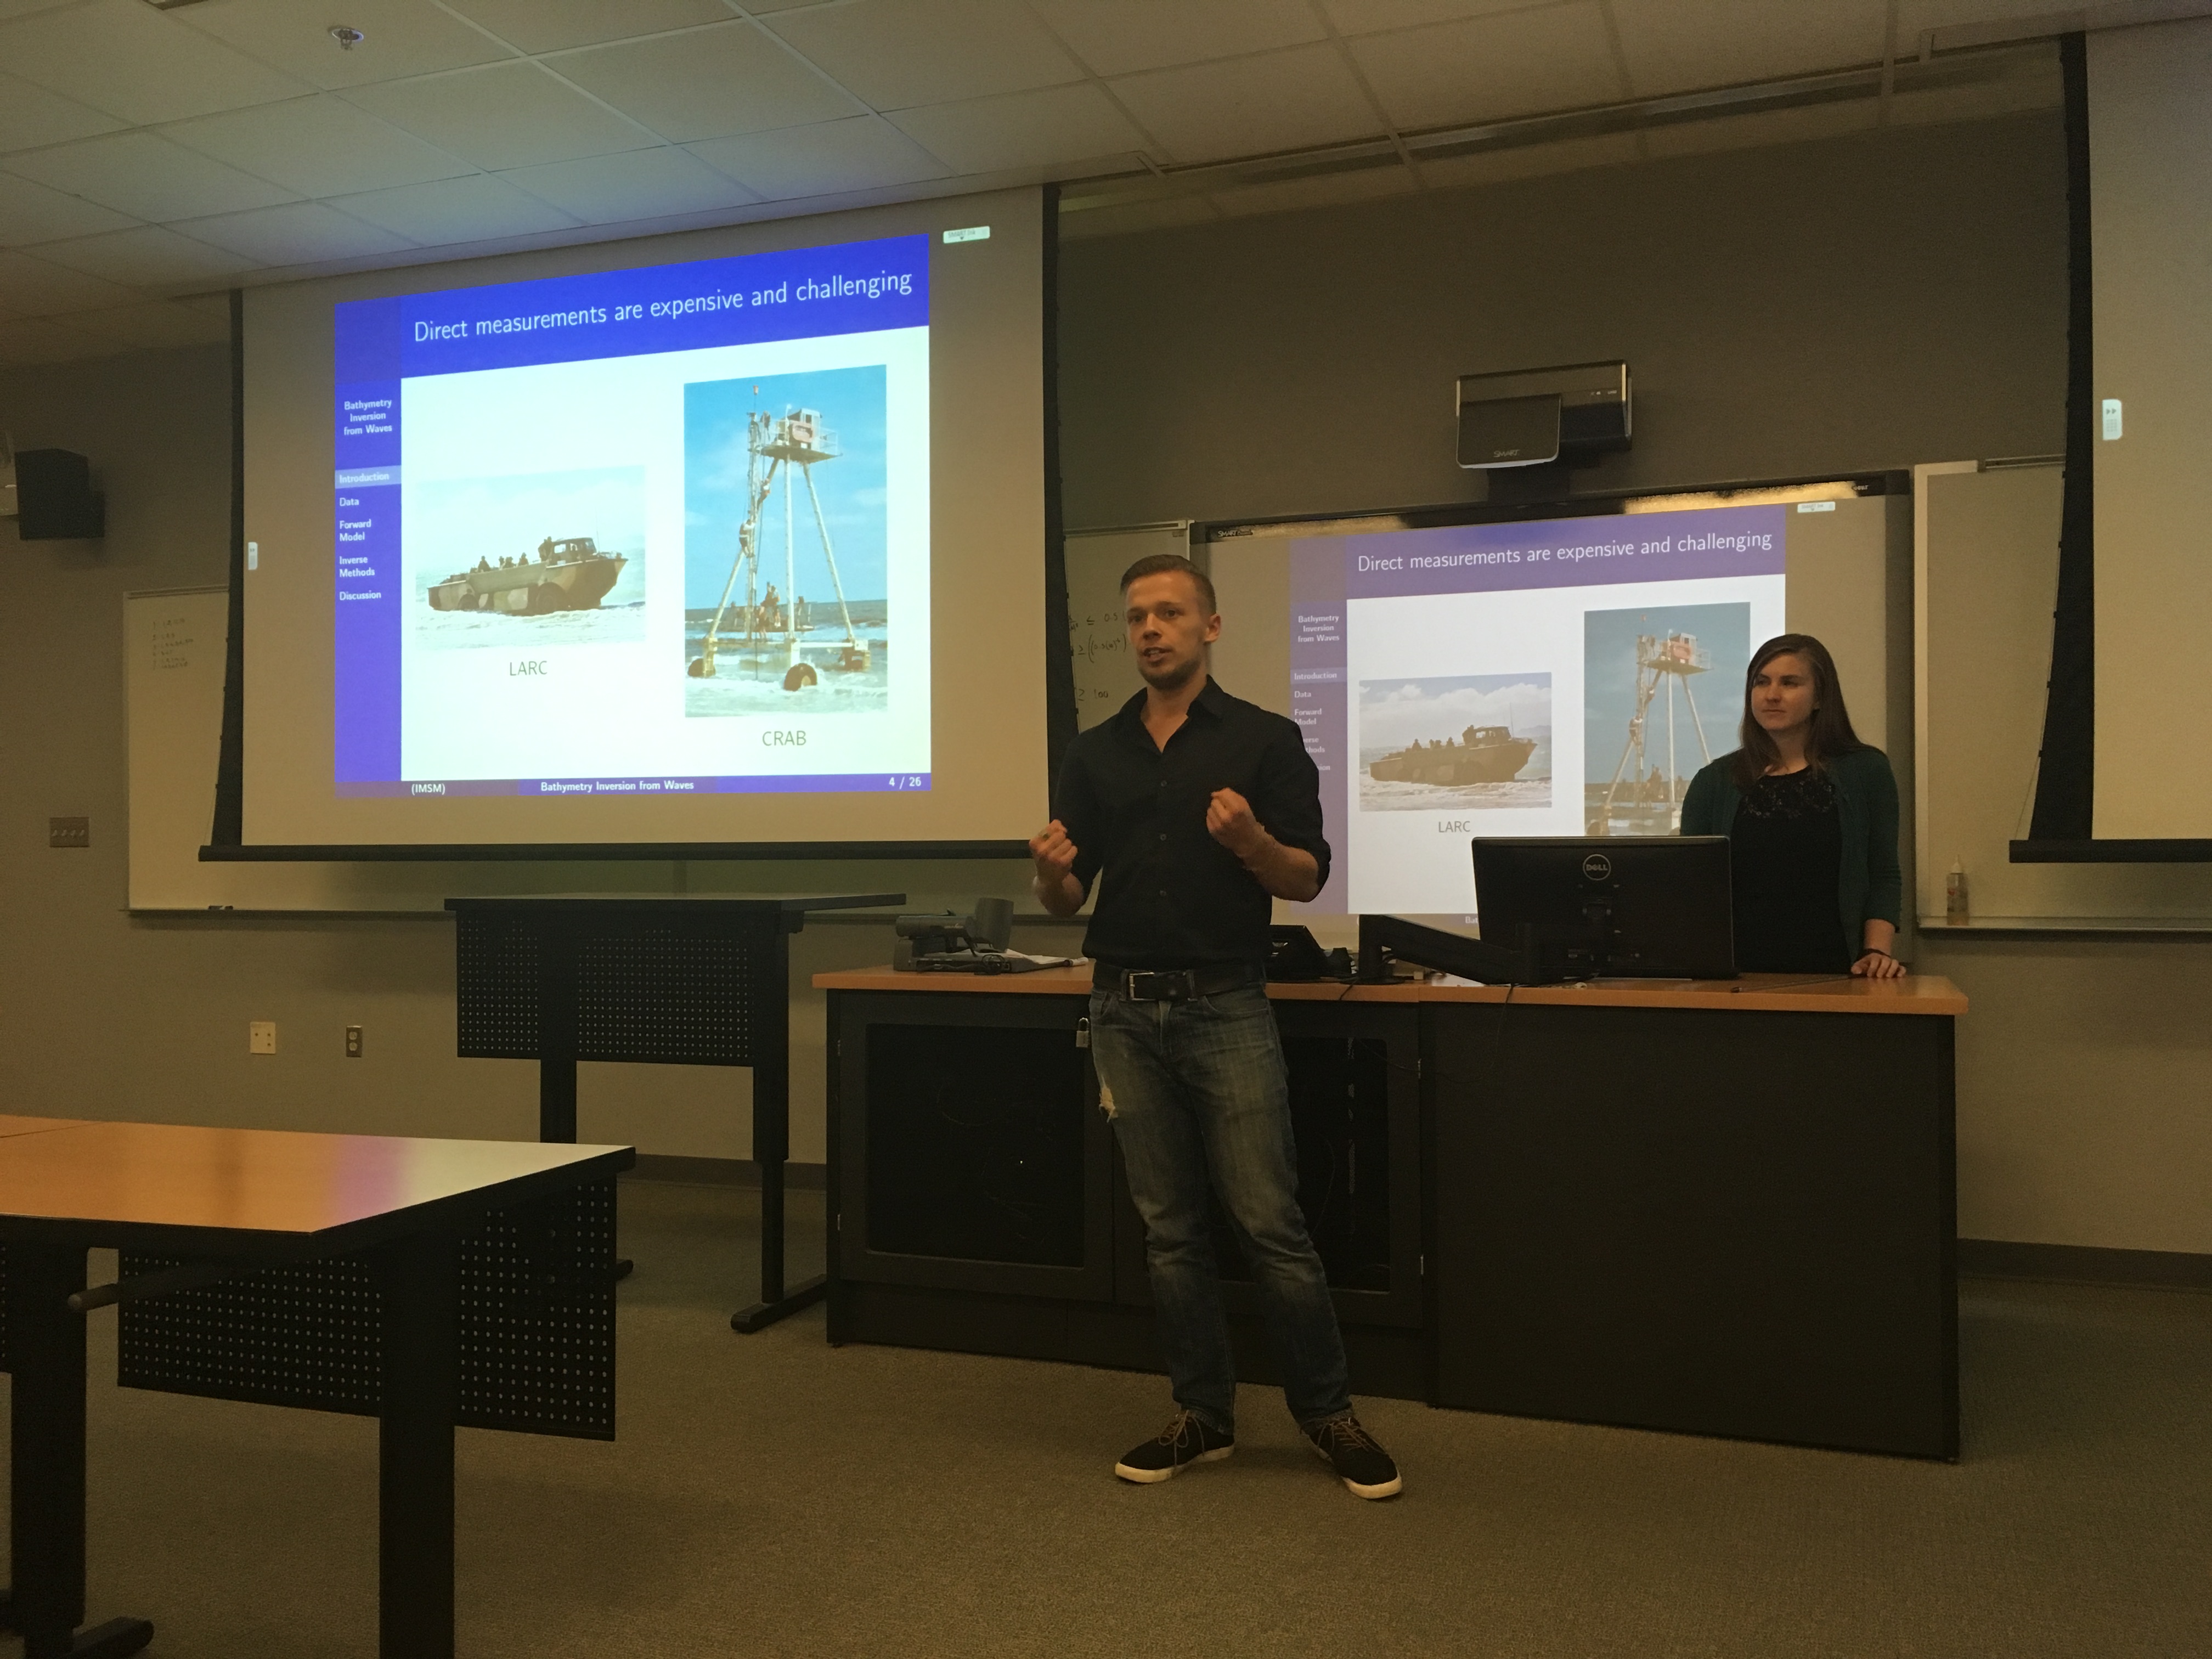 Direct measurements are expensive and challenging
Bathymetry
Inversion
from Waves
Introduction
Data
Forward
Model
Inverse
Methods
Discussion
LARC
CRAB
(IMSM)
Bathymetry Inversion from Waves
4 / 26
SMART
Direct measurements are expensive and challenging
Bathymetry
Inversion
from Waves
Introduction
Data
Forward
Model
LARC
DELL